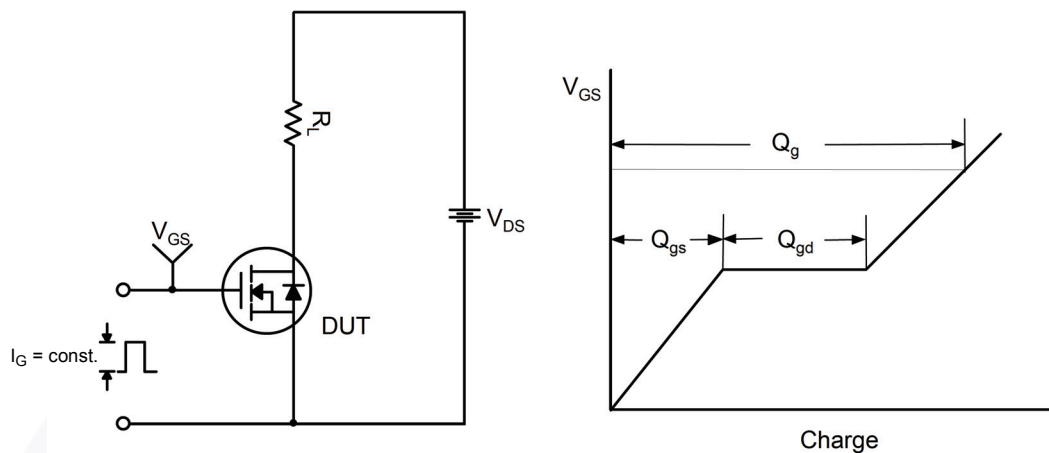 R_L
V_GS
V_DS
DUT
I_G = const.
V_GS
Q_g
Q_gs
Q_gd
Charge